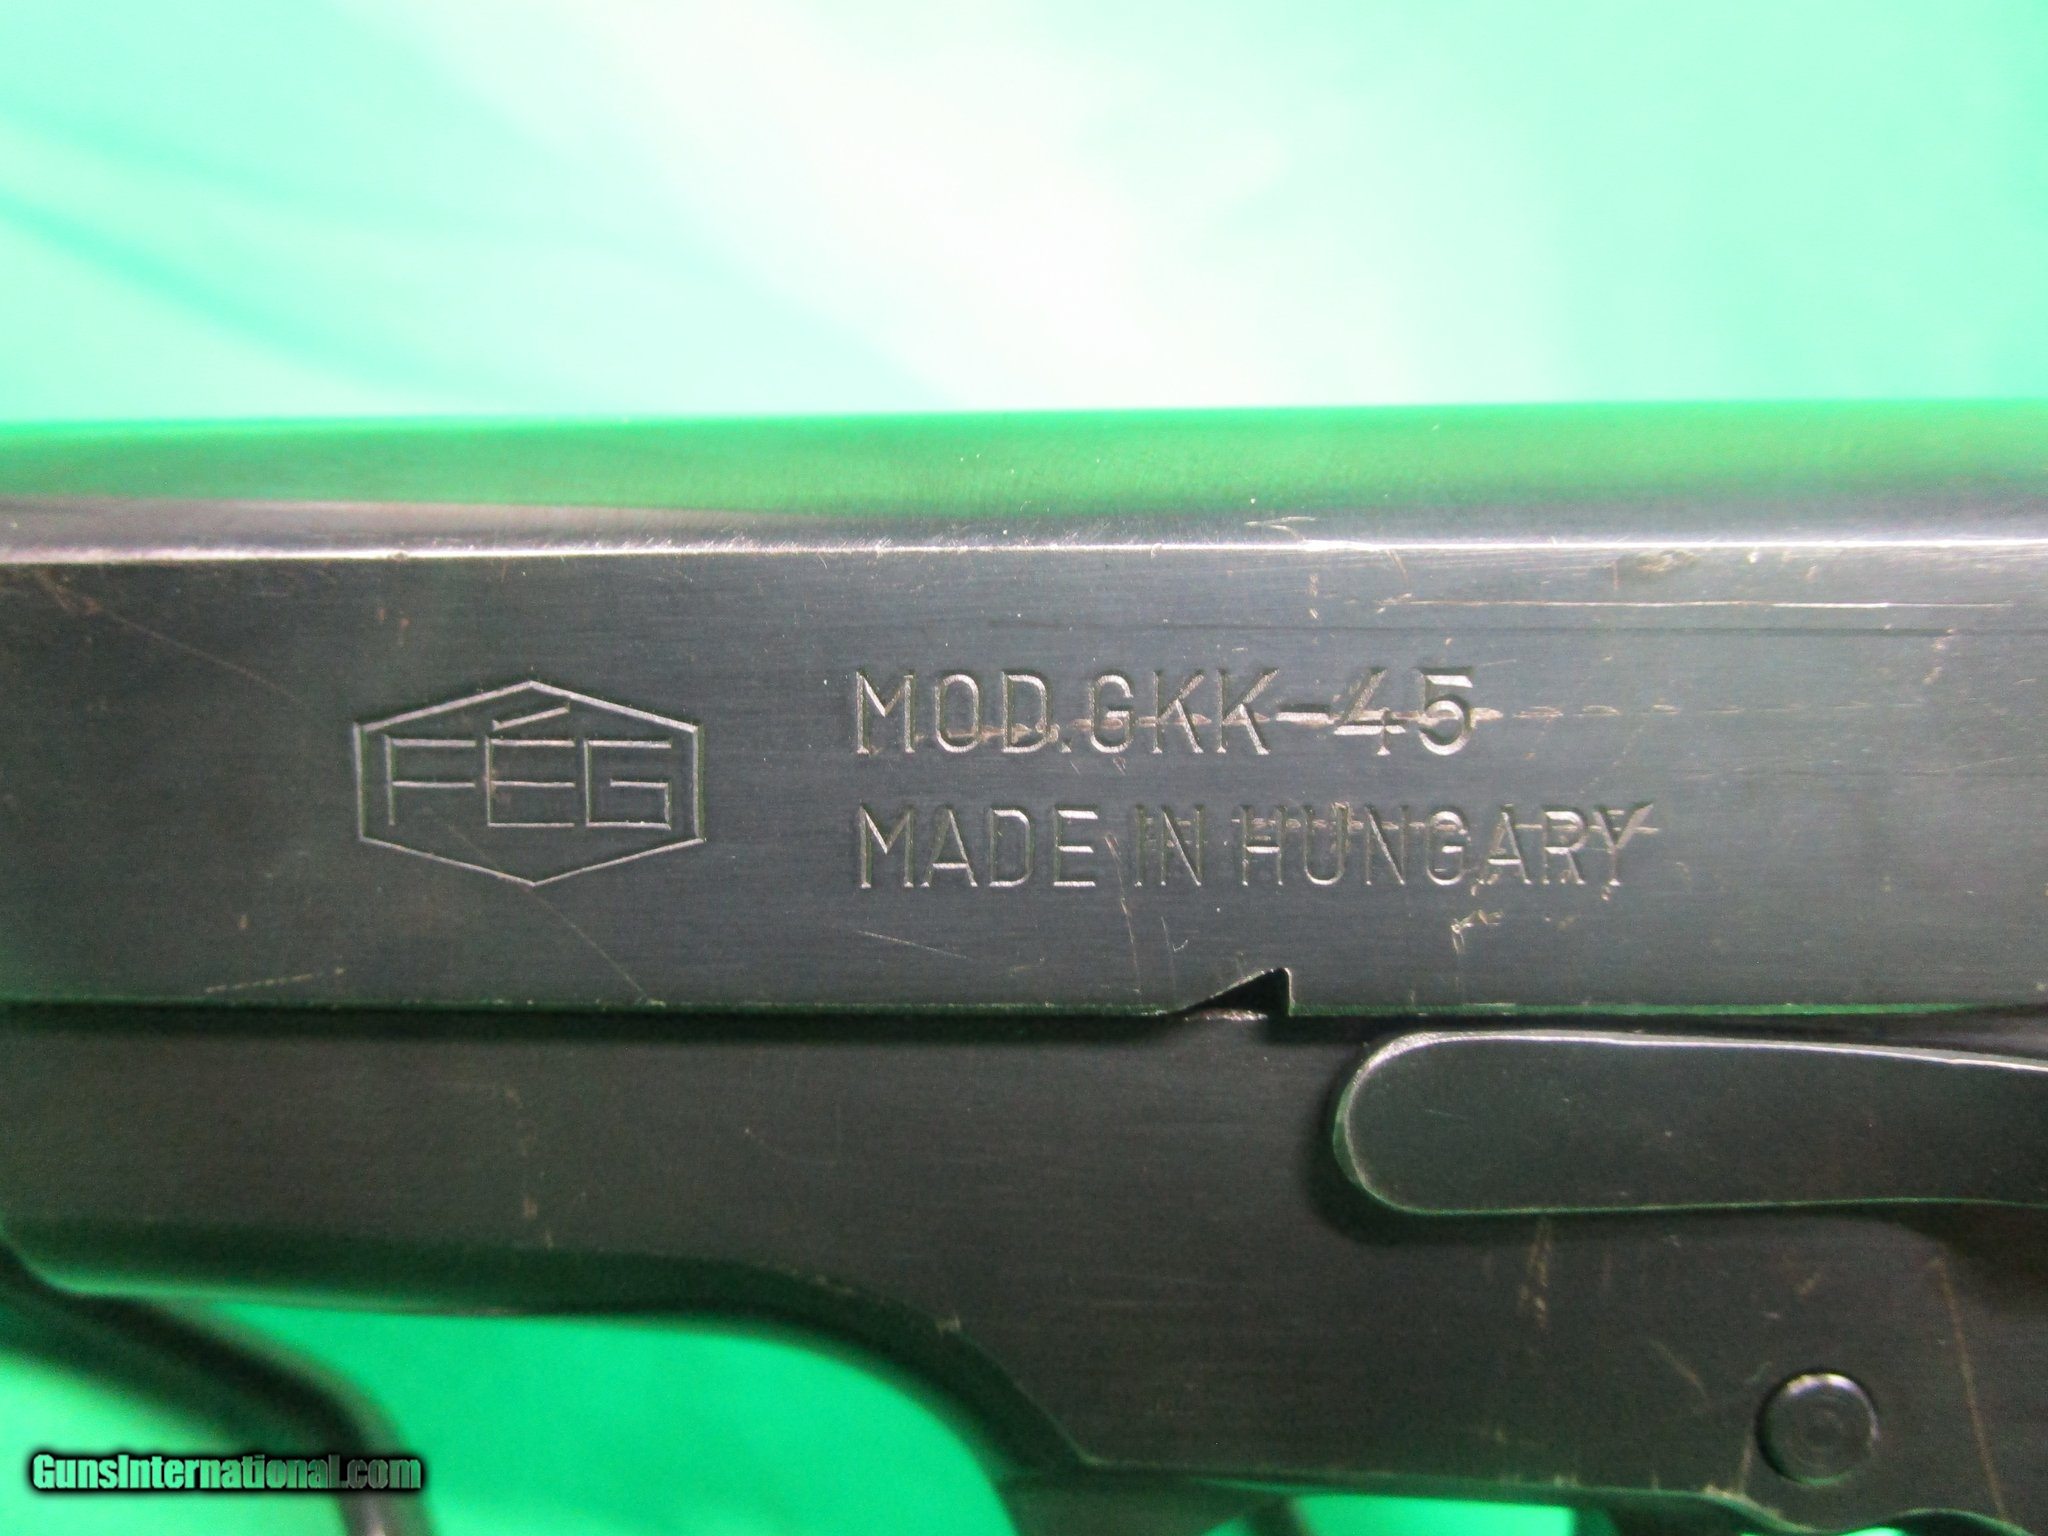 FÉG
MOD.GKK-45
MADE IN HUNGARY
GunsInternational.com